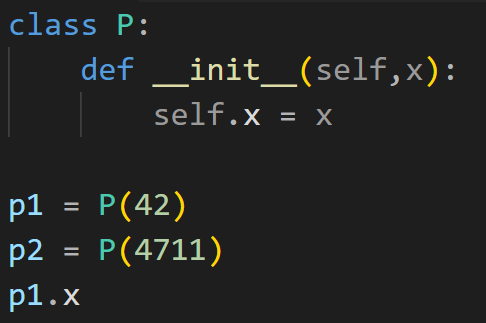 class P:
    def __init__(self,x):
        self.x = x

p1 = P(42)
p2 = P(4711)
p1.x